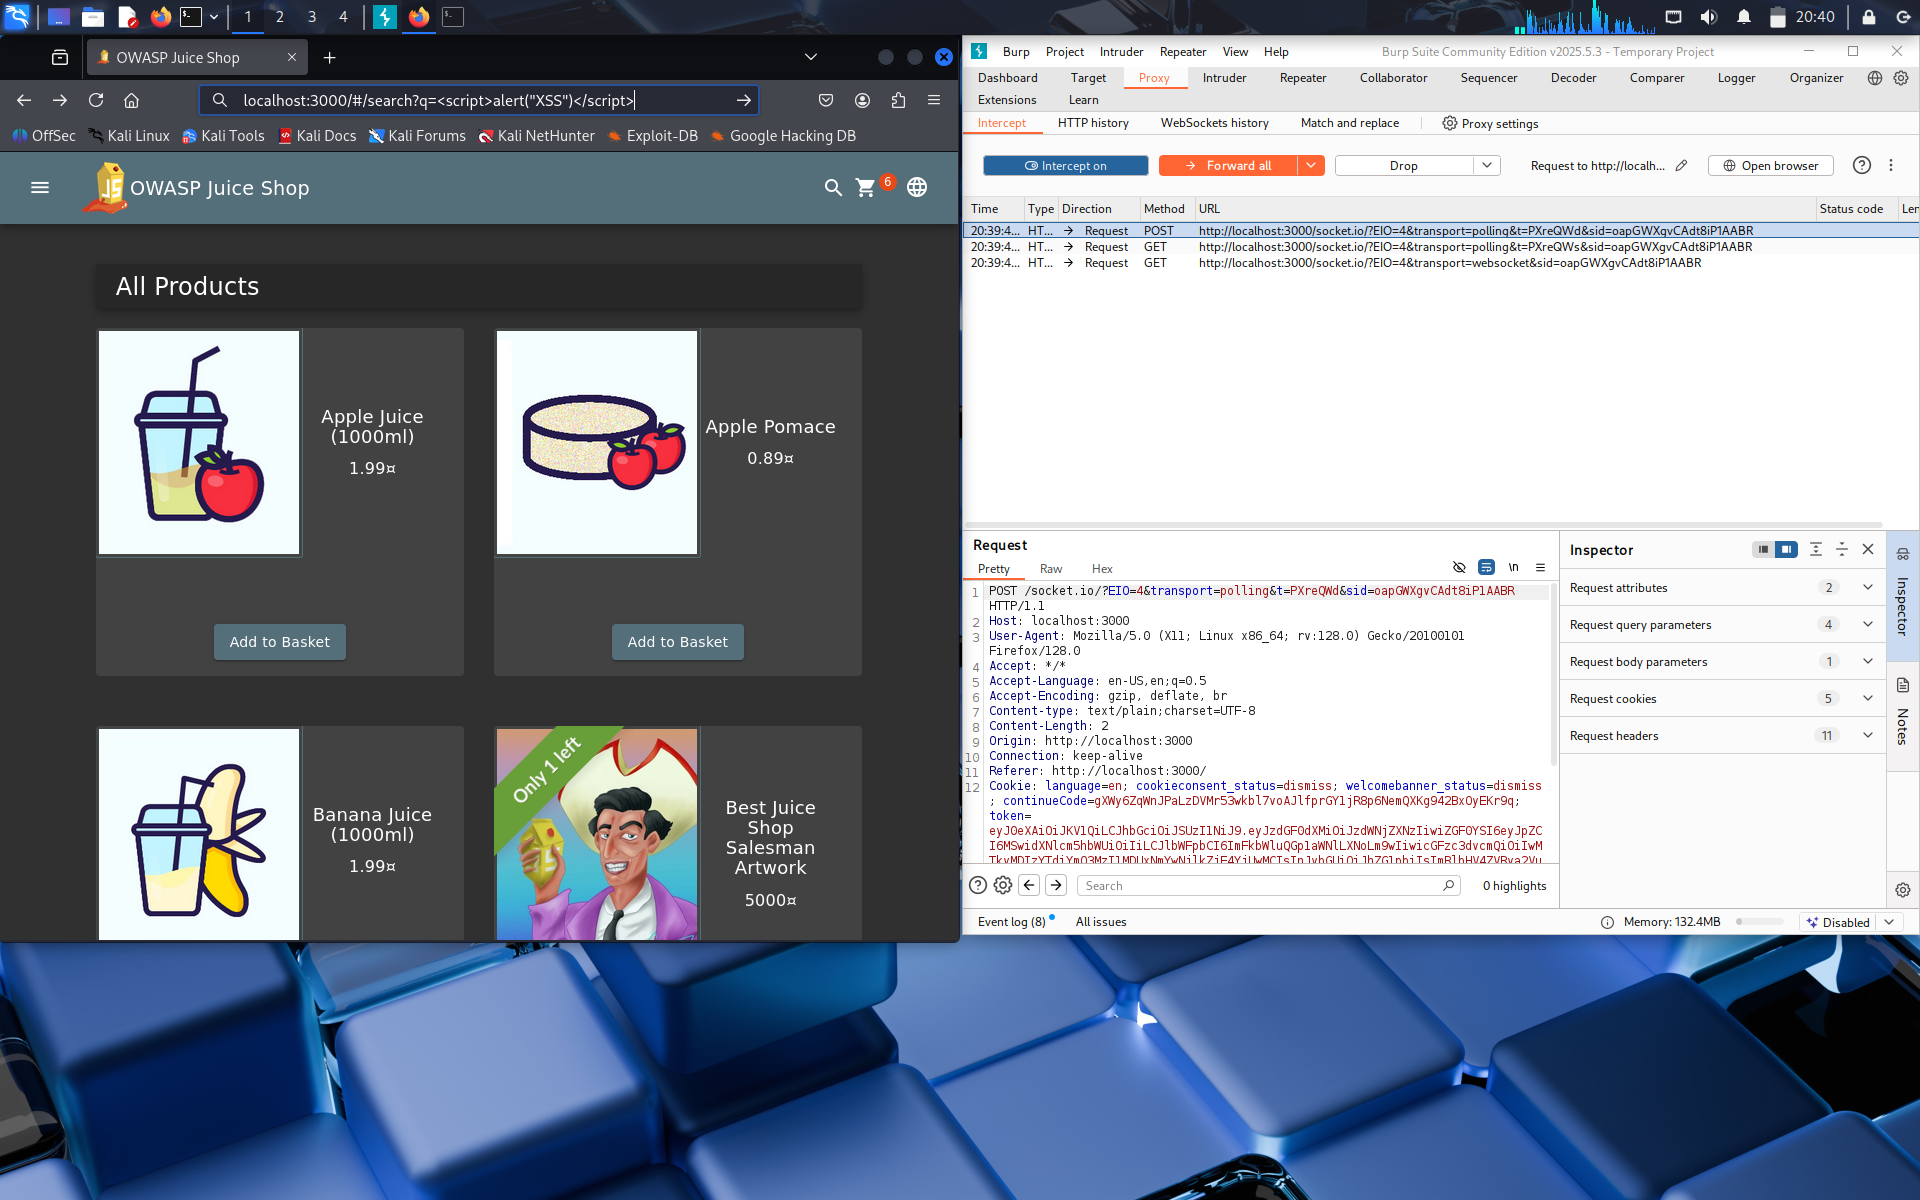 1 2 3 4
20:40
OWASP Juice Shop
localhost:3000/#/search?q=<script>alert("XSS")</script>
OffSec Kali Linux Kali Tools Kali Docs Kali Forums Kali NetHunter Exploit-DB Google Hacking DB
OWASP Juice Shop
6
All Products
Apple Juice
(1000ml)
1.99¤
Add to Basket
Apple Pomace
0.89¤
Add to Basket
Banana Juice
(1000ml)
1.99¤
Only 1 left
Best Juice
Shop
Salesman
Artwork
5000¤
Burp Project Intruder Repeater View Help
Burp Suite Community Edition v2025.5.3 - Temporary Project
Dashboard Target Proxy Intruder Repeater Collaborator Sequencer Decoder Comparer Logger Organizer
Extensions Learn
Intercept HTTP history WebSockets history Match and replace Proxy settings
Intercept on Forward all Drop Request to http://localh... Open browser
Time Type Direction Method URL Status code Len
20:39:4... HT... → Request POST http://localhost:3000/socket.io/?EIO=4&transport=polling&t=PXreQWd&sid=oapGWXgvCAdt8iP1AABR
20:39:4... HT... → Request GET http://localhost:3000/socket.io/?EIO=4&transport=polling&t=PXreQWs&sid=oapGWXgvCAdt8iP1AABR
20:39:4... HT... → Request GET http://localhost:3000/socket.io/?EIO=4&transport=websocket&sid=oapGWXgvCAdt8iP1AABR
Request
Pretty Raw Hex \n
1 POST /socket.io/?EIO=4&transport=polling&t=PXreQWd&sid=oapGWXgvCAdt8iP1AABR
HTTP/1.1
2 Host: localhost:3000
3 User-Agent: Mozilla/5.0 (X11; Linux x86_64; rv:128.0) Gecko/20100101
Firefox/128.0
4 Accept: */*
5 Accept-Language: en-US,en;q=0.5
6 Accept-Encoding: gzip, deflate, br
7 Content-type: text/plain;charset=UTF-8
8 Content-Length: 2
9 Origin: http://localhost:3000
10 Connection: keep-alive
11 Referer: http://localhost:3000/
12 Cookie: language=en; cookieconsent_status=dismiss; welcomebanner_status=dismiss
; continueCode=gXWy6ZqWnJPaLzDVMr53wkbl7voAJlfprGY1jR8p6NemQXKg942BxOyEKr9q;
token=
eyJ0eXAiOiJKV1QiLCJhbGciOiJSUzI1NiJ9.eyJzdGF0dXMiOiJzdWNjZXNzIiwiZGF0YSI6eyJpZC
I6MSwidXNlcm5hbWUiOiIiLCJlbWFpbCI6ImFkbWluQGp1aWNlLXNoLm9wIiwicGFzc3dvcmQiOiIwM
Search 0 highlights
Inspector
Request attributes 2
Request query parameters 4
Request body parameters 1
Request cookies 5
Request headers 11
Inspector
Notes
Event log (8) All issues
Memory: 132.4MB
Disabled